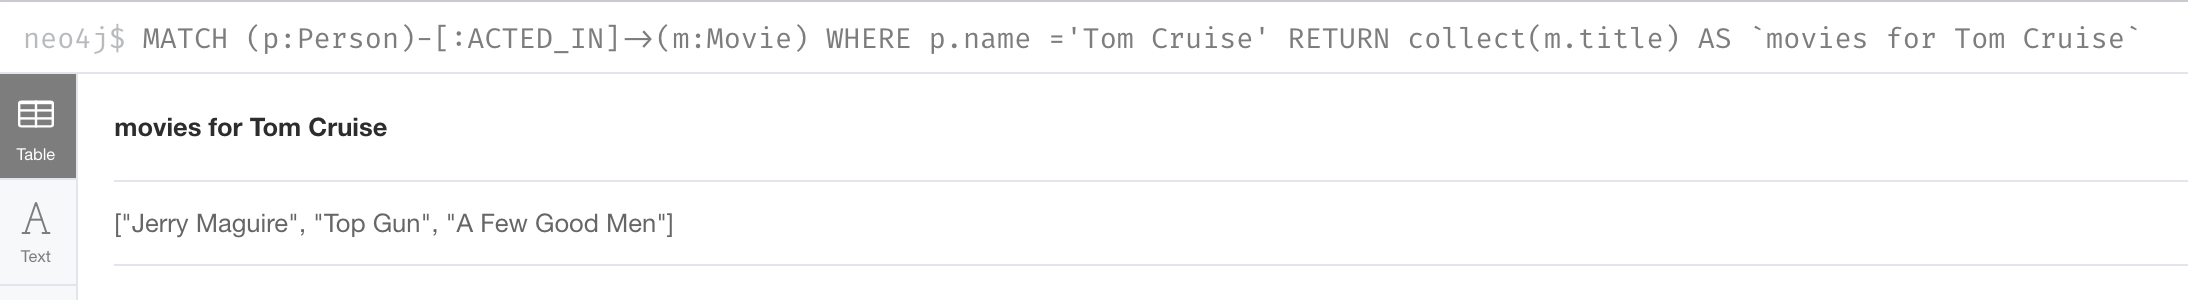 neo4j$ MATCH (p:Person)-[:ACTED_IN]->(m:Movie) WHERE p.name ='Tom Cruise' RETURN collect(m.title) AS `movies for Tom Cruise`
movies for Tom Cruise
Table
["Jerry Maguire", "Top Gun", "A Few Good Men"]
A
Text